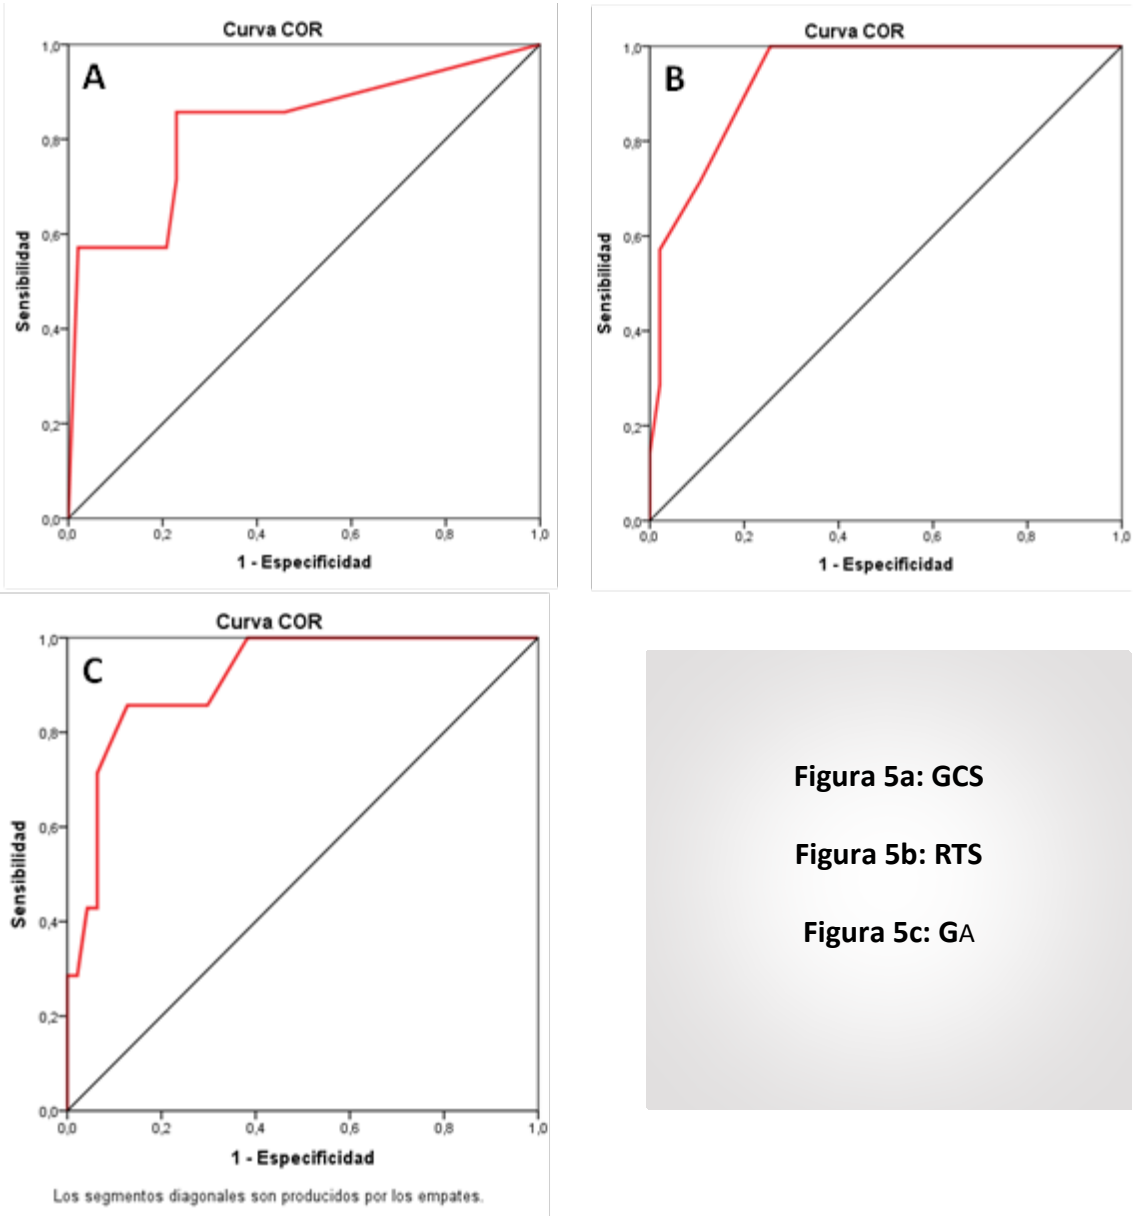 Curva COR
A
1,0
0,8
0,6
0,4
0,2
0,0
Sensibilidad
0,0 0,2 0,4 0,6 0,8 1,0
1 - Especificidad
Curva COR
B
1,0
0,8
0,6
0,4
0,2
0,0
Sensibilidad
0,0 0,2 0,4 0,6 0,8 1,0
1 - Especificidad
Curva COR
C
1,0
0,8
0,6
0,4
0,2
0,0
Sensibilidad
0,0 0,2 0,4 0,6 0,8 1,0
1 - Especificidad
Los segmentos diagonales son producidos por los empates.
Figura 5a: GCS
Figura 5b: RTS
Figura 5c: GA